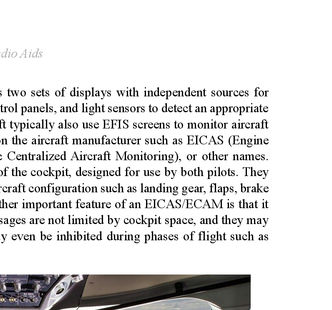 dio Aids
s two sets of displays with independent sources for
trol panels, and light sensors to detect an appropriate
ft typically also use EFIS screens to monitor aircraft
on the aircraft manufacturer such as EICAS (Engine
c Centralized Aircraft Monitoring), or other names.
of the cockpit, designed for use by both pilots. They
rcraft configuration such as landing gear, flaps, brake
ther important feature of an EICAS/ECAM is that it
sages are not limited by cockpit space, and they may
y even be inhibited during phases of flight such as